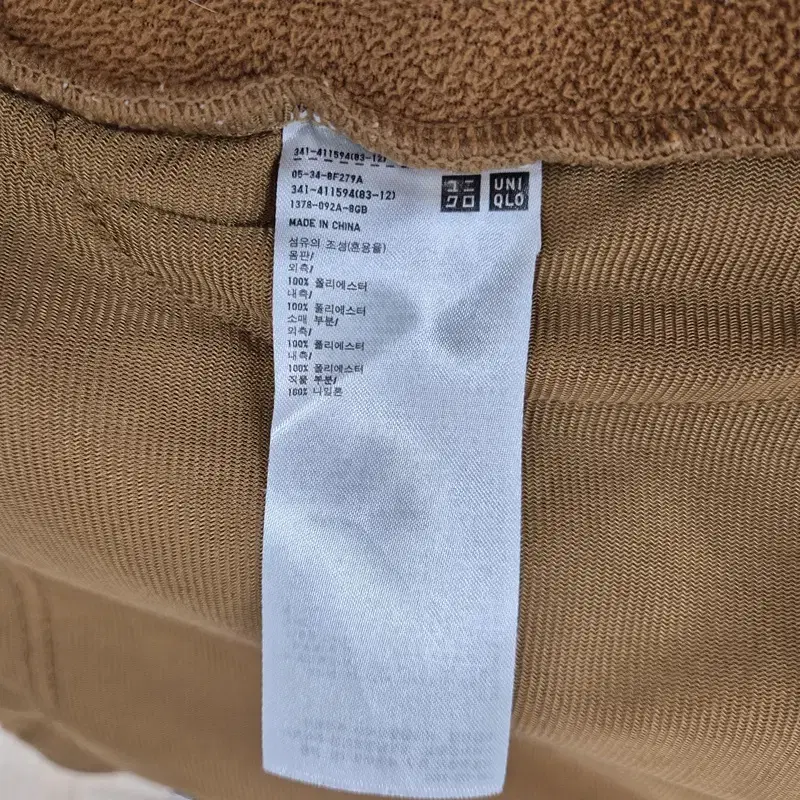 341-411594(83-12)
05-34-BF279A
341-411594(83-12)
1378-092A-8GB
ユニクロ
UNIQLO
MADE IN CHINA
섬유의 조성(혼용율)
몸판/
외측/
100% 폴리에스터
내측/
100% 폴리에스터
소매 부분/
외측/
100% 폴리에스터
내측/
100% 폴리에스터
직물 부분/
100% 나일론